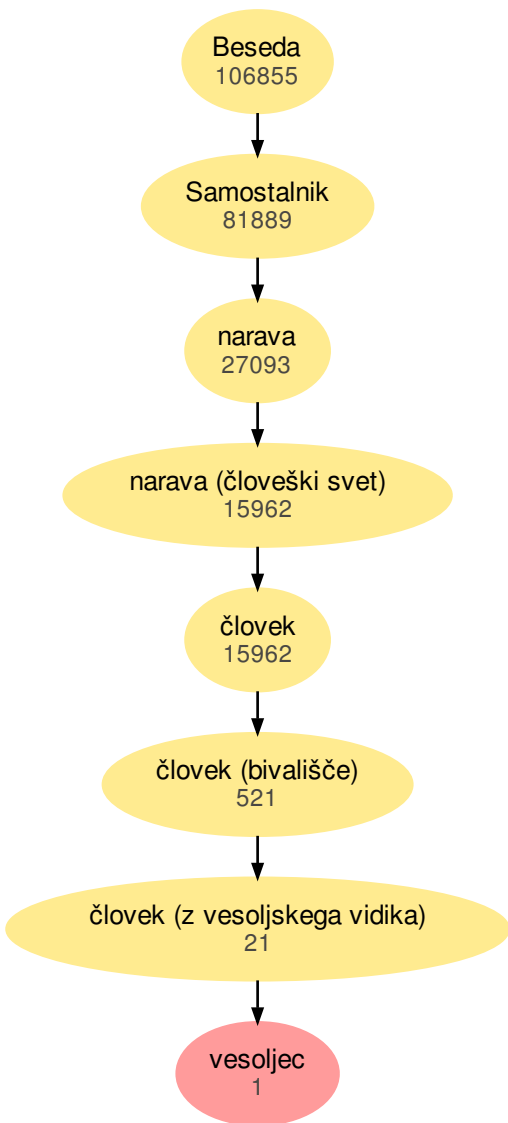 Beseda
106855
Samostalnik
81889
narava
27093
narava (človeški svet)
15962
človek
15962
človek (bivališče)
521
človek (z vesoljskega vidika)
21
vesoljec
1